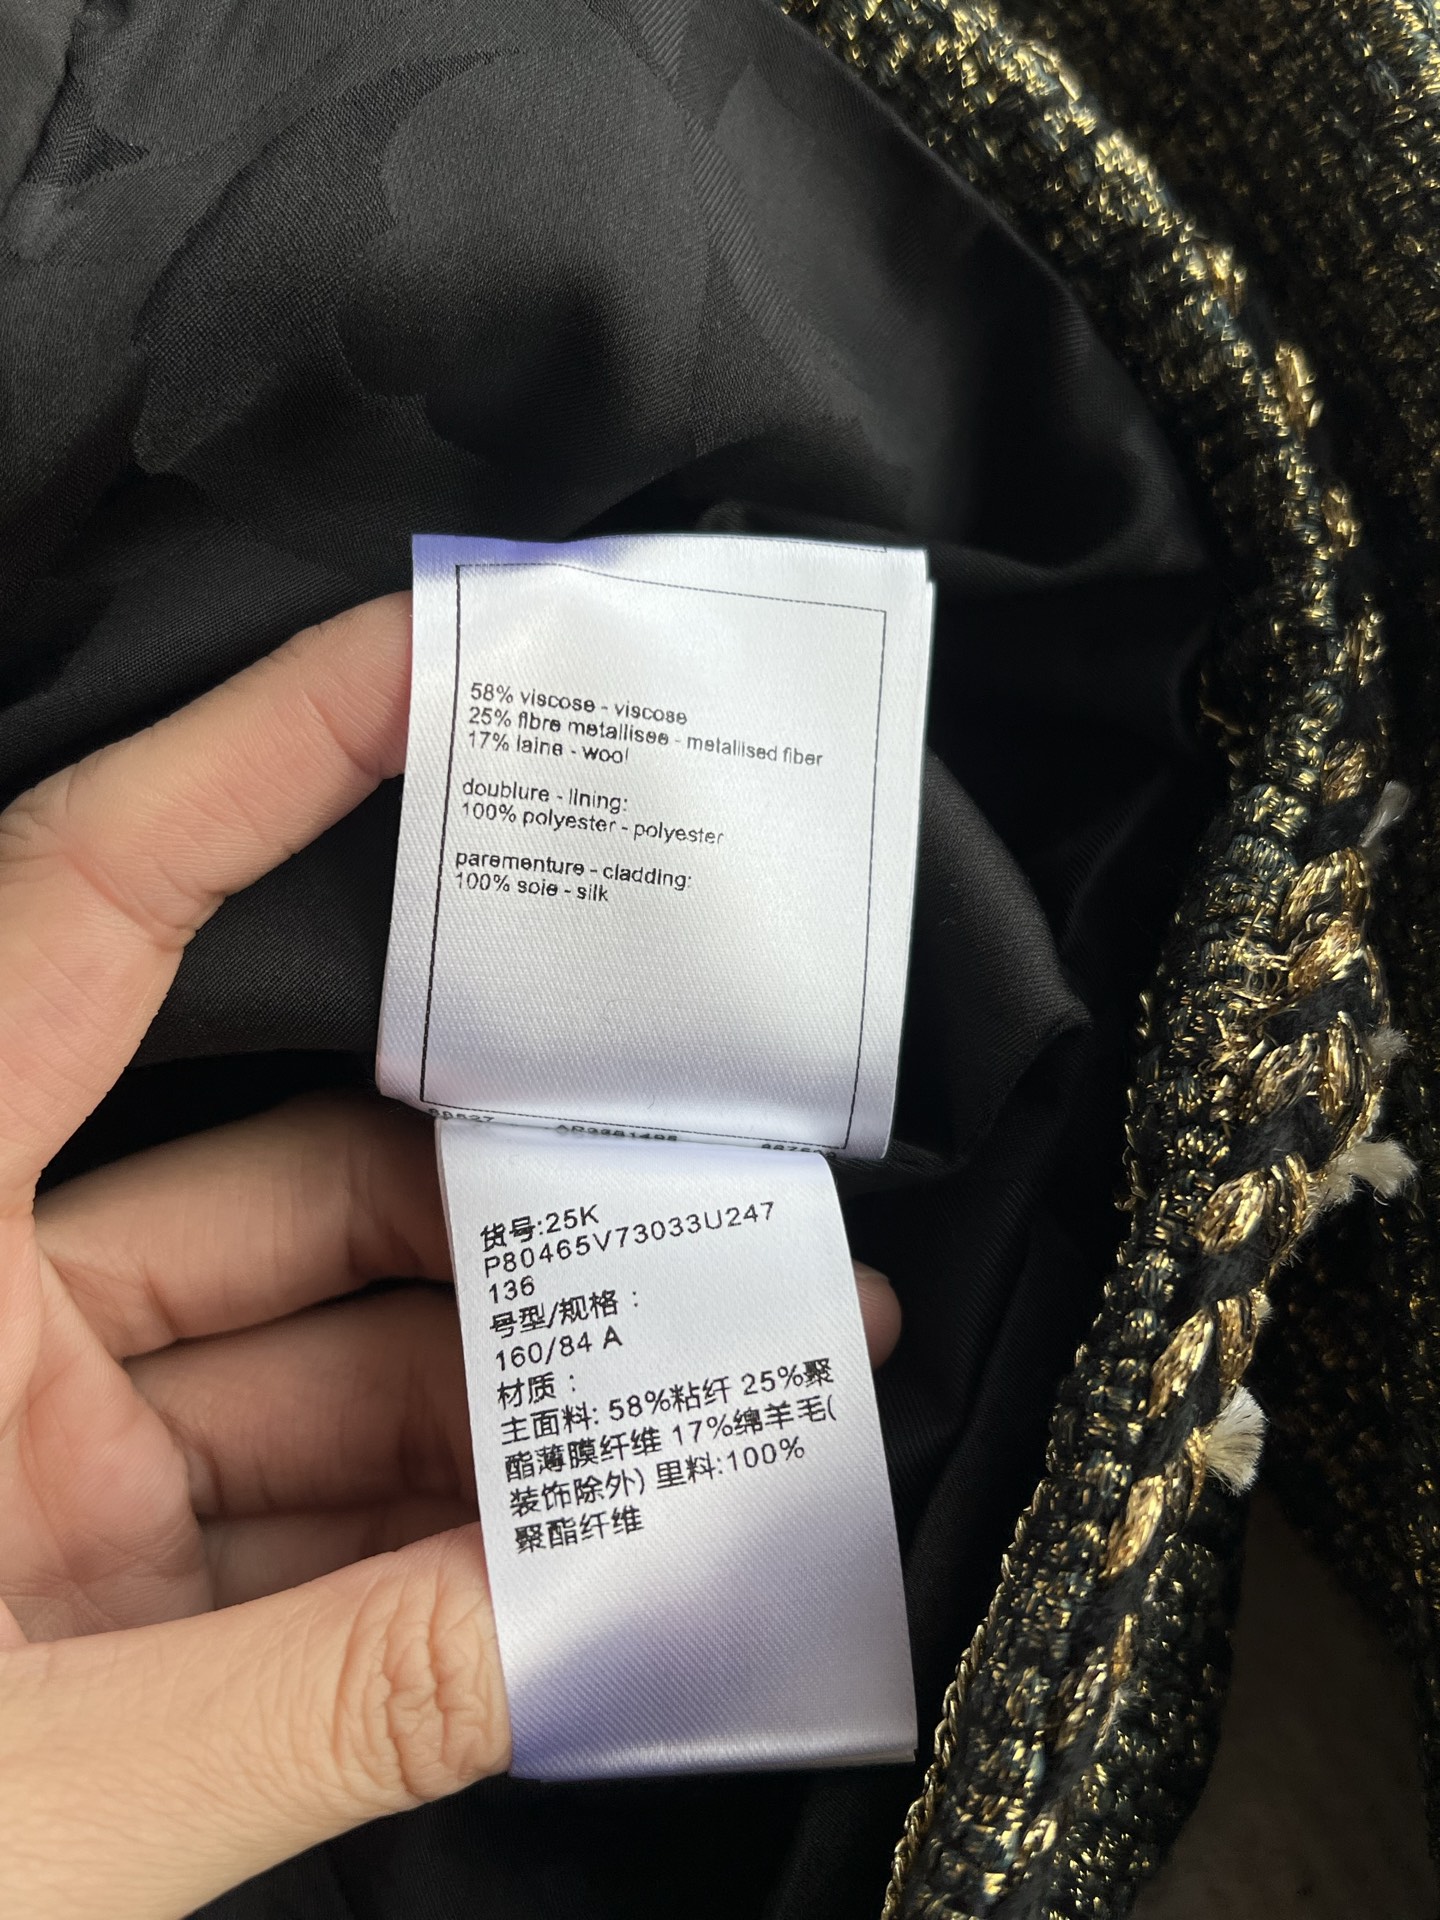 58% viscose - viscose
25% fibre metallisee - metallised fiber
17% laine - wool
doublure - lining:
100% polyester - polyester
parementure - cladding:
100% soie - silk
货号:25K
P80465V73033U247
136
号型/规格：
160/84 A
材质：
主面料: 58%粘纤 25%聚
酯薄膜纤维 17%绵羊毛(
装饰除外) 里料:100%
聚酯纤维